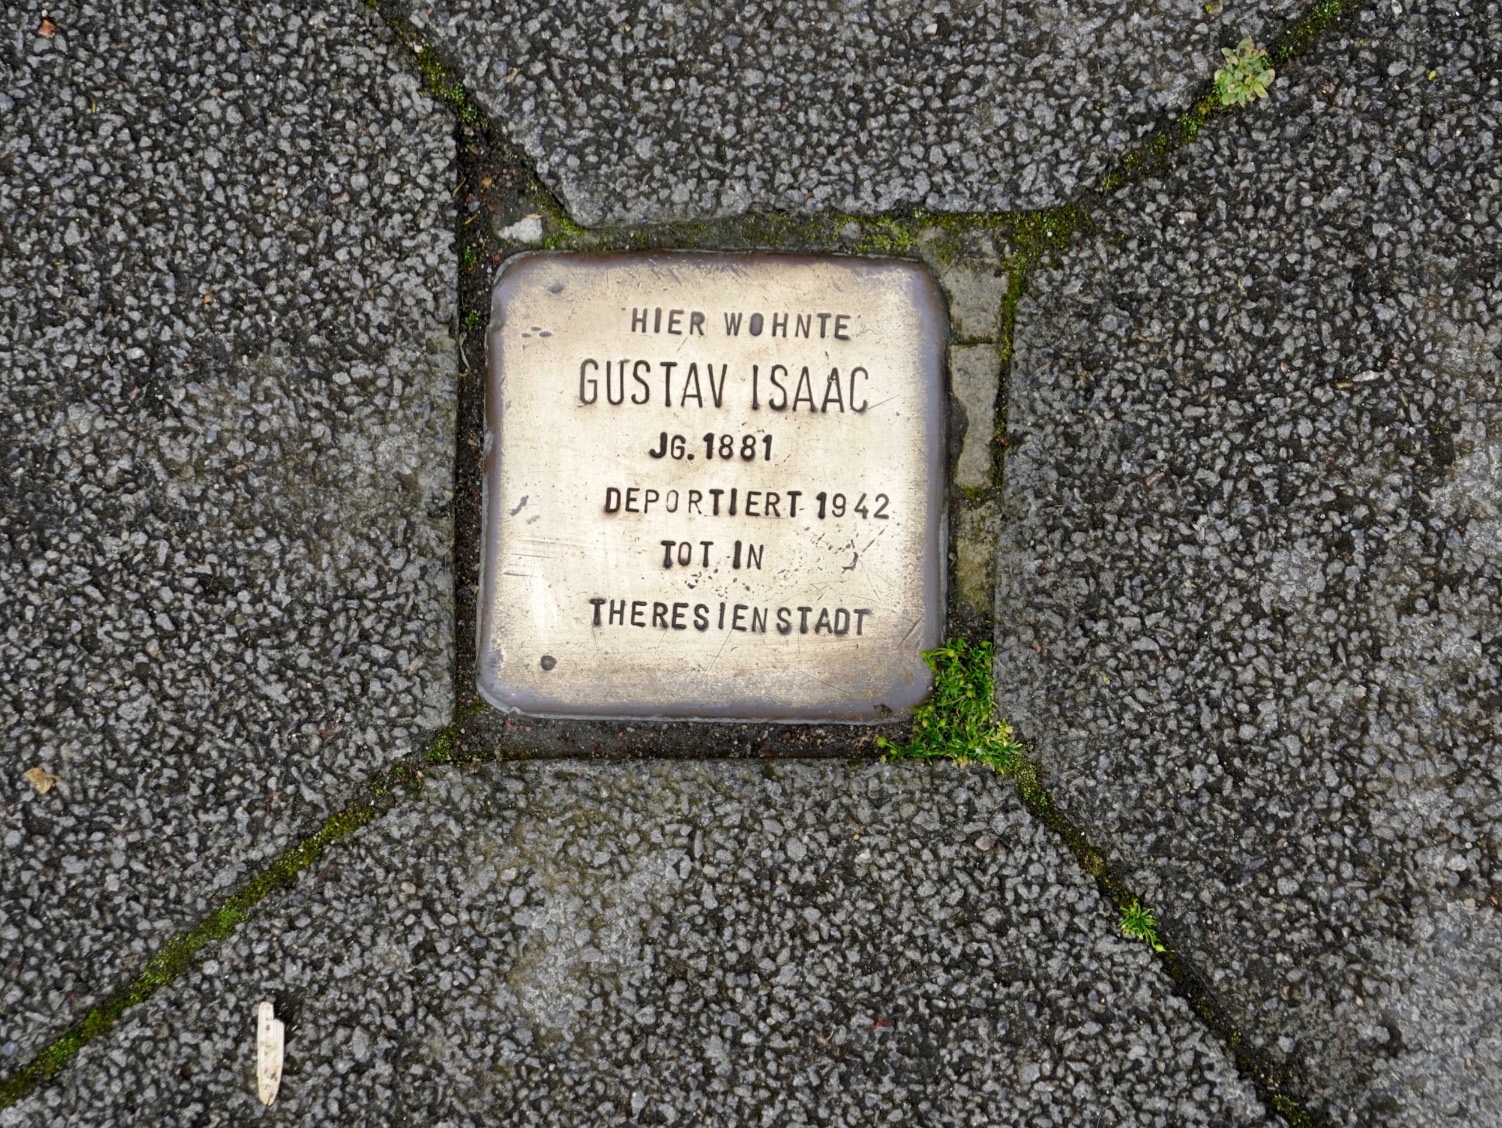 HIER WOHNTE
GUSTAV ISAAC
JG. 1881
DEPORTIERT 1942
TOT IN
THERESIENSTADT